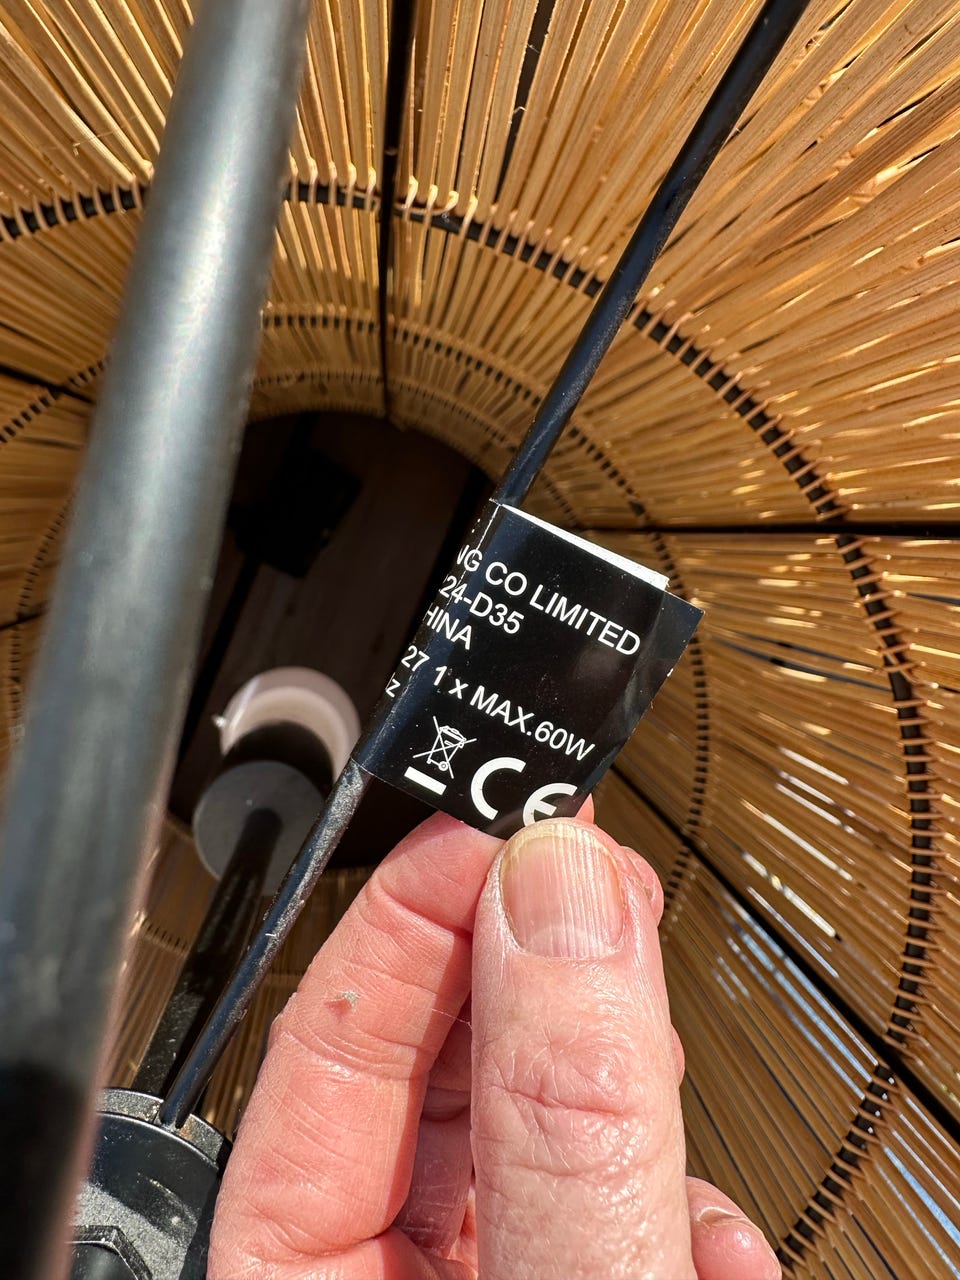 NG CO LIMITED
24-D35
HINA
27 1 x MAX.60W
z
CE